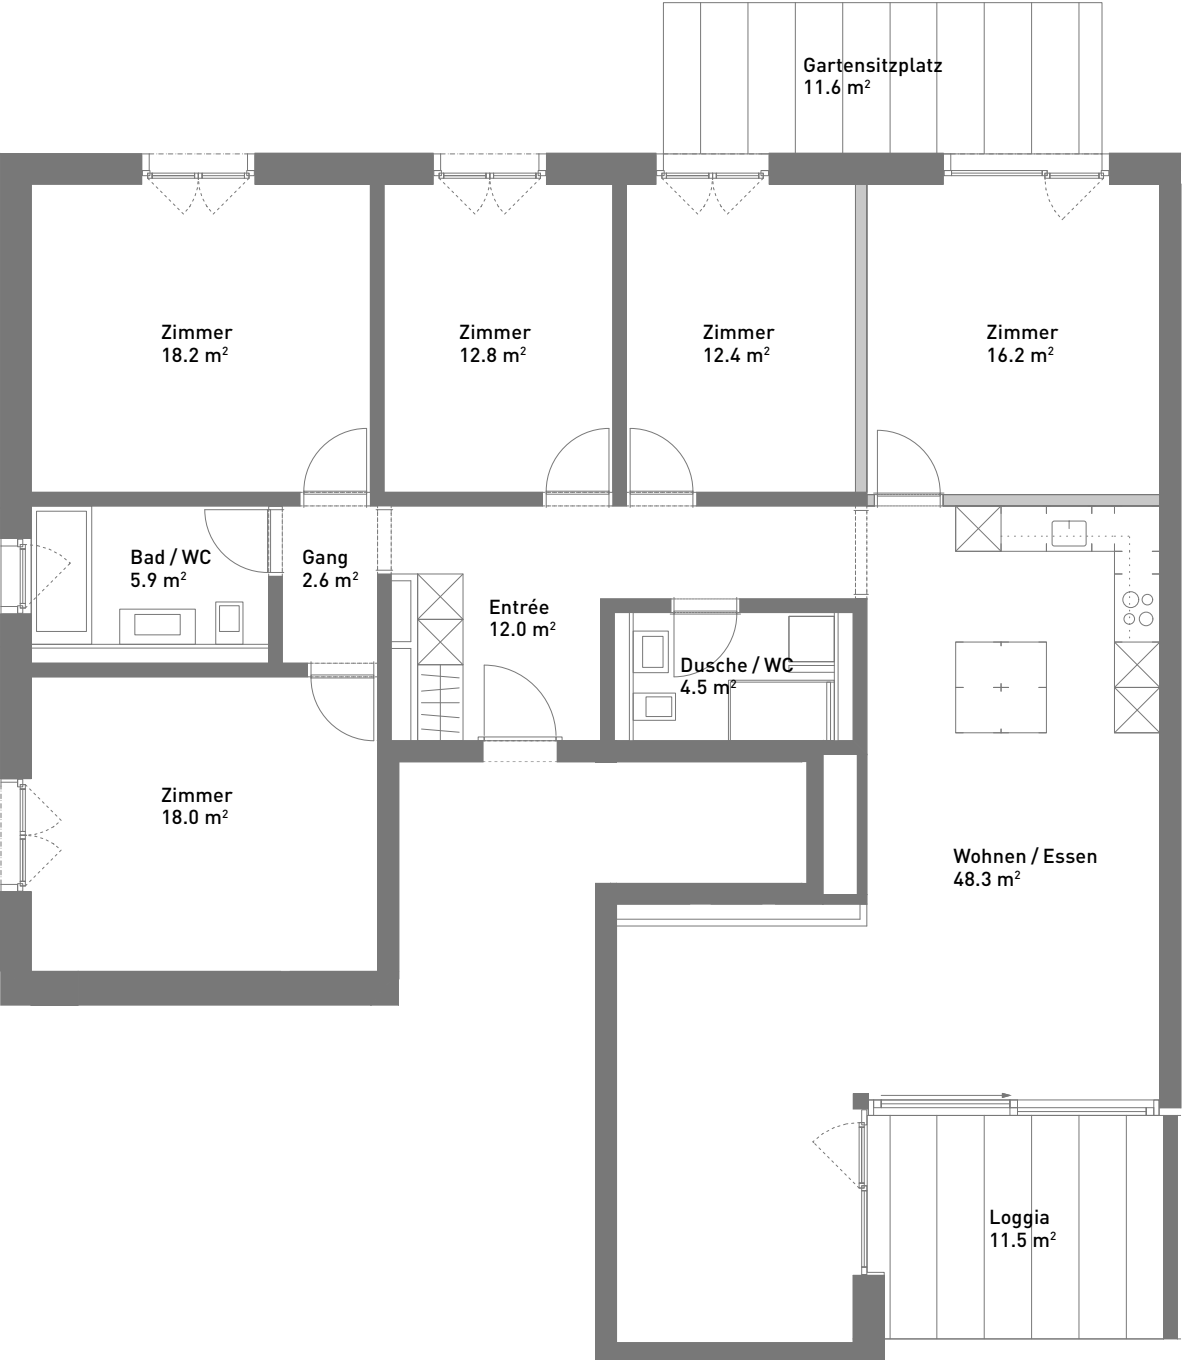 Gartensitzplatz
11.6 m²
Zimmer
18.2 m²
Zimmer
12.8 m²
Zimmer
12.4 m²
Zimmer
16.2 m²
Bad / WC
5.9 m²
Gang
2.6 m²
Entrée
12.0 m²
Dusche / WC
4.5 m²
Zimmer
18.0 m²
Wohnen / Essen
48.3 m²
Loggia
11.5 m²